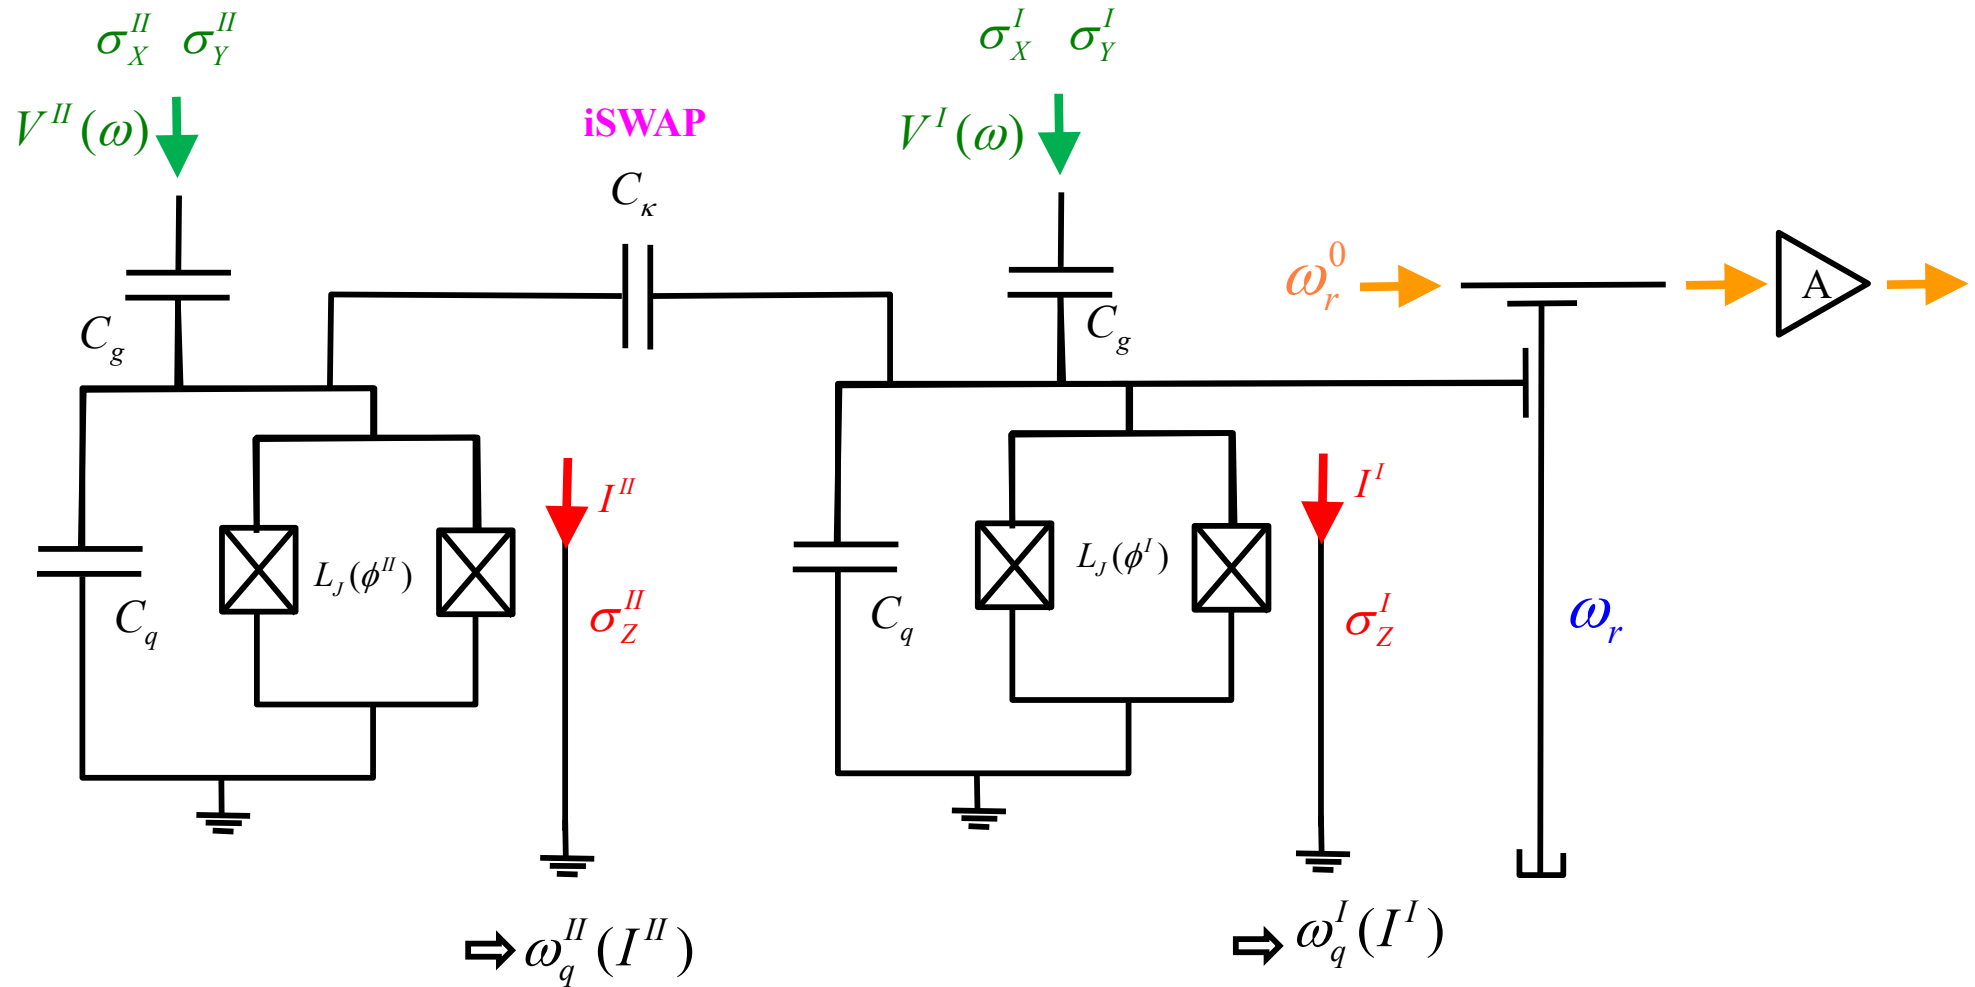 σ_X^II σ_Y^II
V^II(ω)
iSWAP
C_κ
σ_X^I σ_Y^I
V^I(ω)
C_g
C_g
ω_r^0
A
I^II
L_J(ϕ^II)
σ_Z^II
C_q
I^I
L_J(ϕ^I)
σ_Z^I
C_q
ω_r
⇨ ω_q^II(I^II)
⇨ ω_q^I(I^I)